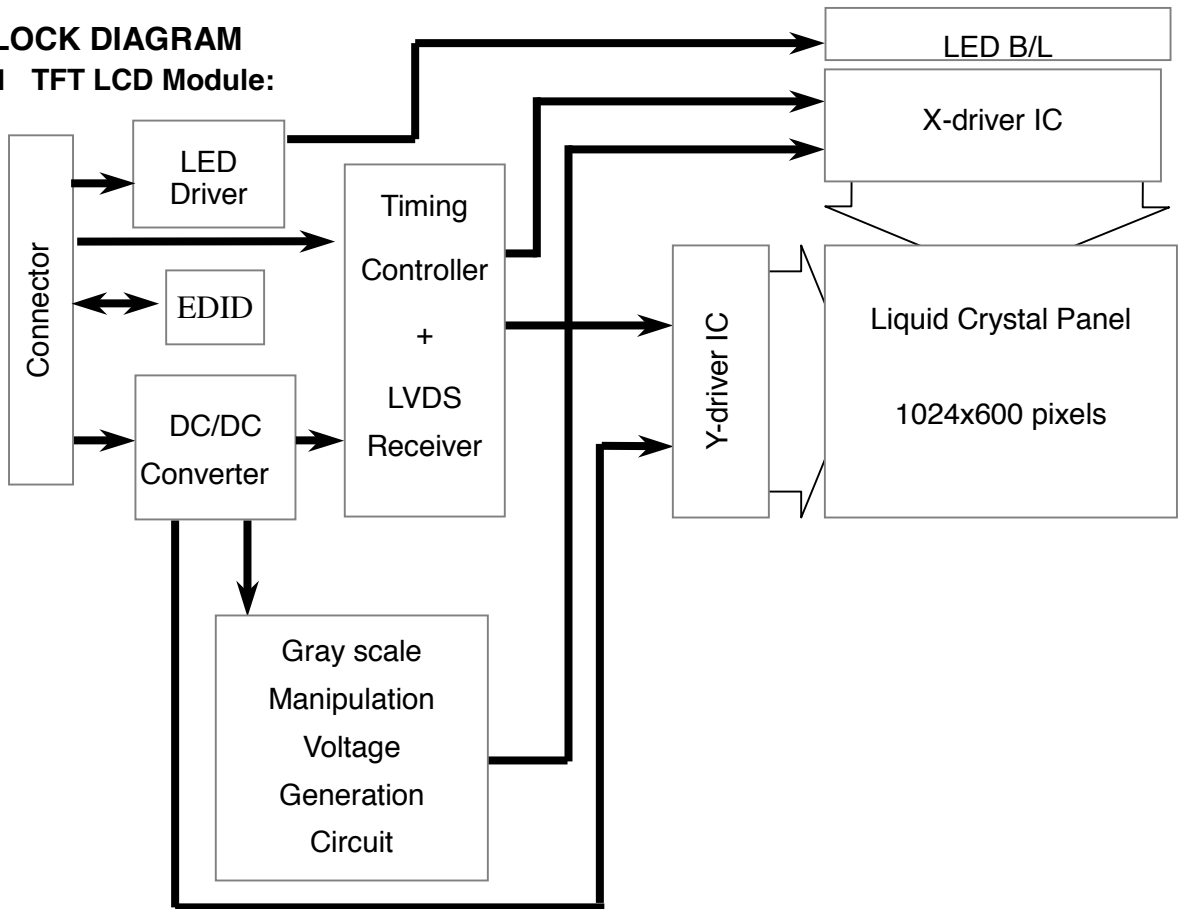 LOCK DIAGRAM
TFT LCD Module:
LED B/L
X-driver IC
LED
Driver
Timing
Controller
+
LVDS
Receiver
Connector
EDID
DC/DC
Converter
Y-driver IC
Liquid Crystal Panel
1024x600 pixels
Gray scale
Manipulation
Voltage
Generation
Circuit